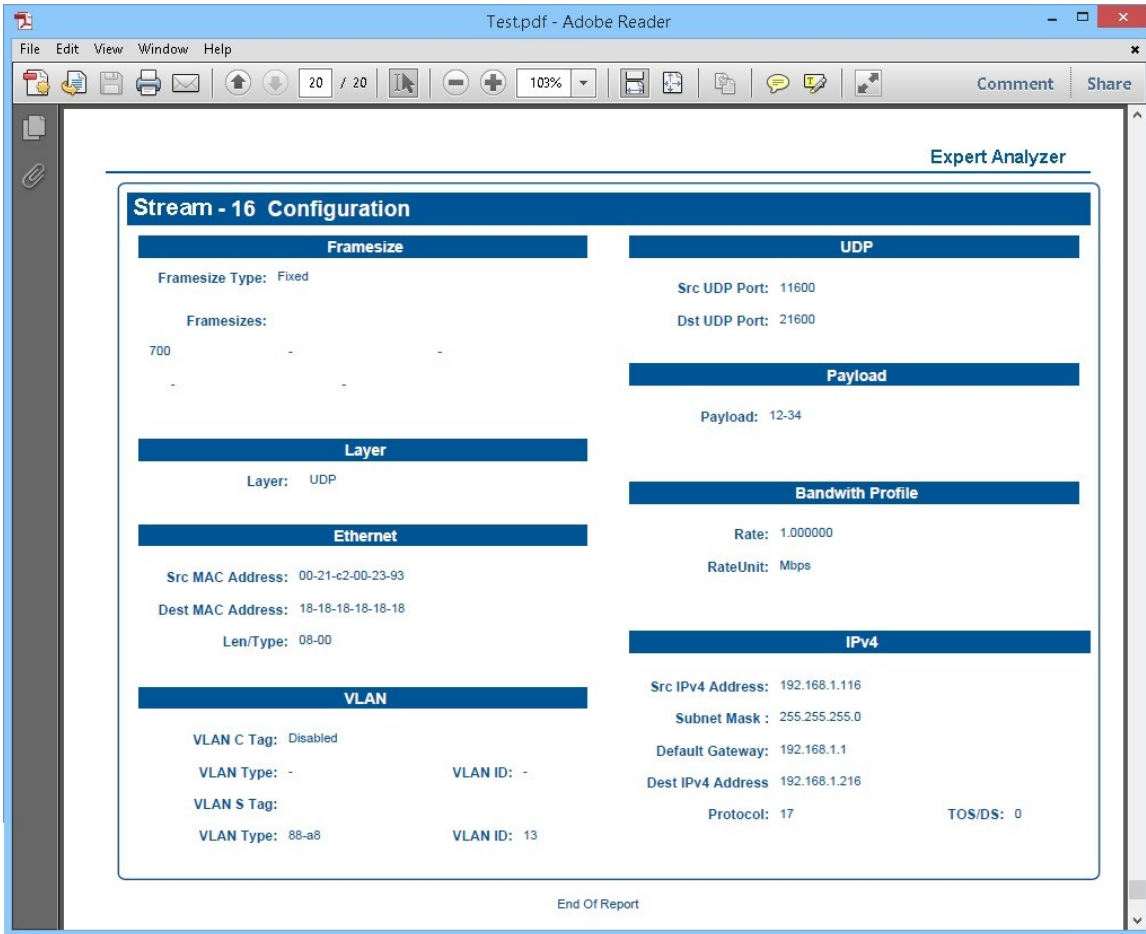 Test.pdf - Adobe Reader
File Edit View Window Help
20 / 20 103% Comment Share
Expert Analyzer
Stream - 16 Configuration
Framesize
Framesize Type: Fixed
Framesizes:
700 - -
- -
Layer
Layer: UDP
Ethernet
Src MAC Address: 00-21-c2-00-23-93
Dest MAC Address: 18-18-18-18-18-18
Len/Type: 08-00
VLAN
VLAN C Tag: Disabled
VLAN Type: - VLAN ID: -
VLAN S Tag:
VLAN Type: 88-a8 VLAN ID: 13
UDP
Src UDP Port: 11600
Dst UDP Port: 21600
Payload
Payload: 12-34
Bandwith Profile
Rate: 1.000000
RateUnit: Mbps
IPv4
Src IPv4 Address: 192.168.1.116
Subnet Mask : 255.255.255.0
Default Gateway: 192.168.1.1
Dest IPv4 Address 192.168.1.216
Protocol: 17 TOS/DS: 0
End Of Report